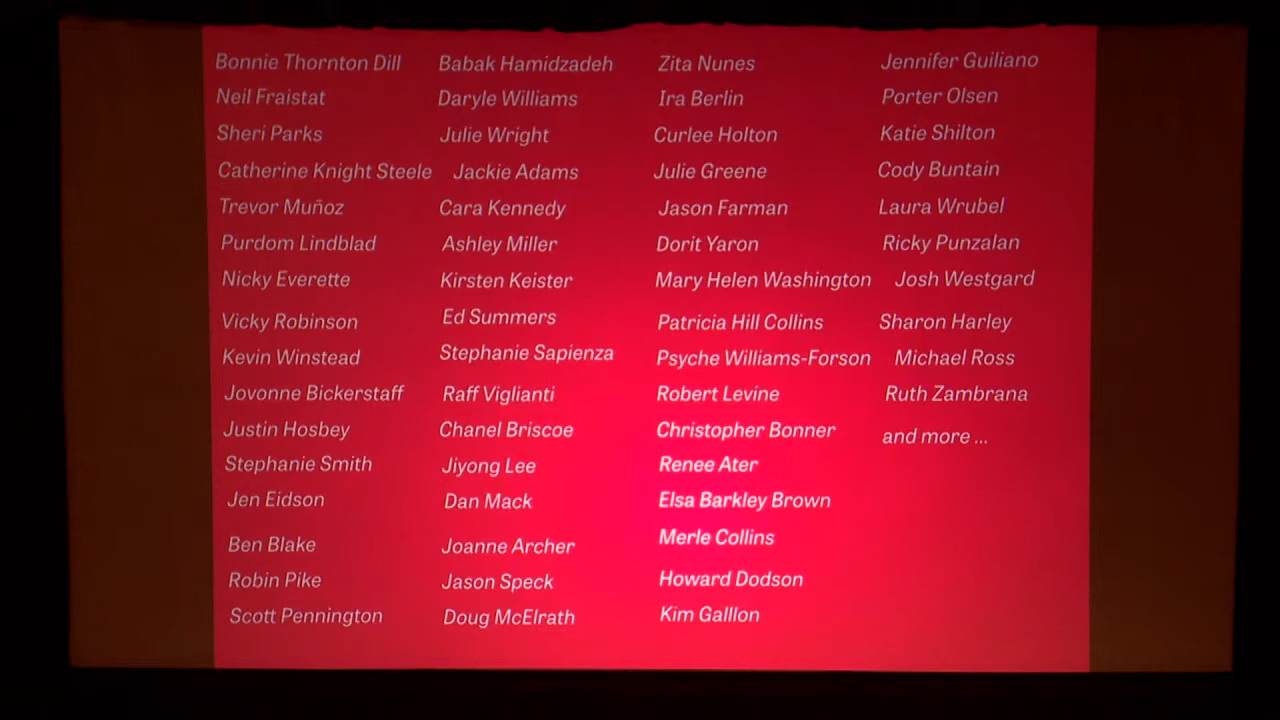 Bonnie Thornton Dill
Neil Fraistat
Sheri Parks
Catherine Knight Steele
Trevor Muñoz
Purdom Lindblad
Nicky Everette
Vicky Robinson
Kevin Winstead
Jovonne Bickerstaff
Justin Hosbey
Stephanie Smith
Jen Eidson
Ben Blake
Robin Pike
Scott Pennington
Babak Hamidzadeh
Daryle Williams
Julie Wright
Jackie Adams
Cara Kennedy
Ashley Miller
Kirsten Keister
Ed Summers
Stephanie Sapienza
Raff Viglianti
Chanel Briscoe
Jiyong Lee
Dan Mack
Joanne Archer
Jason Speck
Doug McElrath
Zita Nunes
Ira Berlin
Curlee Holton
Julie Greene
Jason Farman
Dorit Yaron
Mary Helen Washington
Patricia Hill Collins
Psyche Williams-Forson
Robert Levine
Christopher Bonner
Renee Ater
Elsa Barkley Brown
Merle Collins
Howard Dodson
Kim Galllon
Jennifer Guiliano
Porter Olsen
Katie Shilton
Cody Buntain
Laura Wrubel
Ricky Punzalan
Josh Westgard
Sharon Harley
Michael Ross
Ruth Zambrana
and more ...